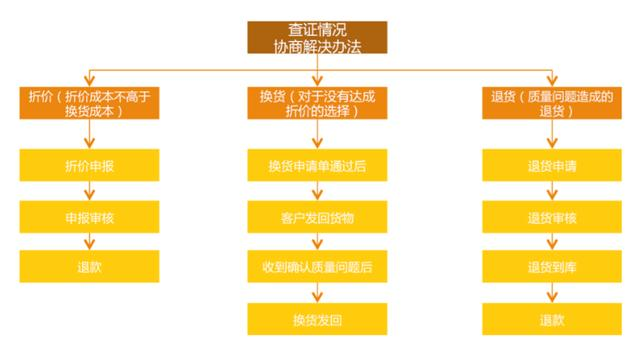 查证情况
协商解决办法
折价（折价成本不高于
换货成本）
换货（对于没有达成
折价的选择）
退货（质量问题造成的
退货）
折价申报
换货申请单通过后
退货申请
申报审核
客户发回货物
退货审核
退款
收到确认质量问题后
退货到库
换货发回
退款